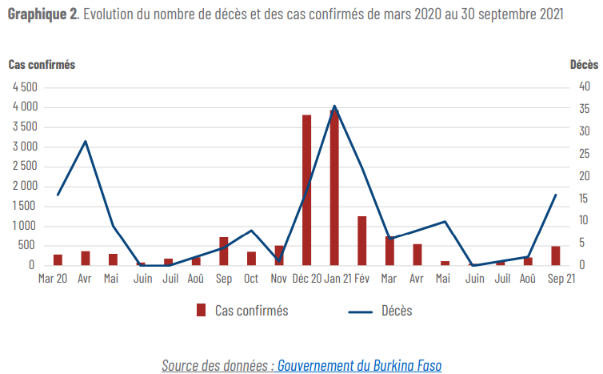 Graphique 2. Evolution du nombre de décès et des cas confirmés de mars 2020 au 30 septembre 2021
Cas confirmés Décès
4 500 40
4 000 35
3 500 30
3 000 25
2 500
2 000 20
1 500 15
1 000 10
500 5
0 0
Mar 20 Avr Mai Juin Juil Aoû Sep Oct Nov Déc 20 Jan 21 Fév Mar Avr Mai Juin Juil Aoû Sep 21
Cas confirmés Décès
Source des données : Gouvernement du Burkina Faso